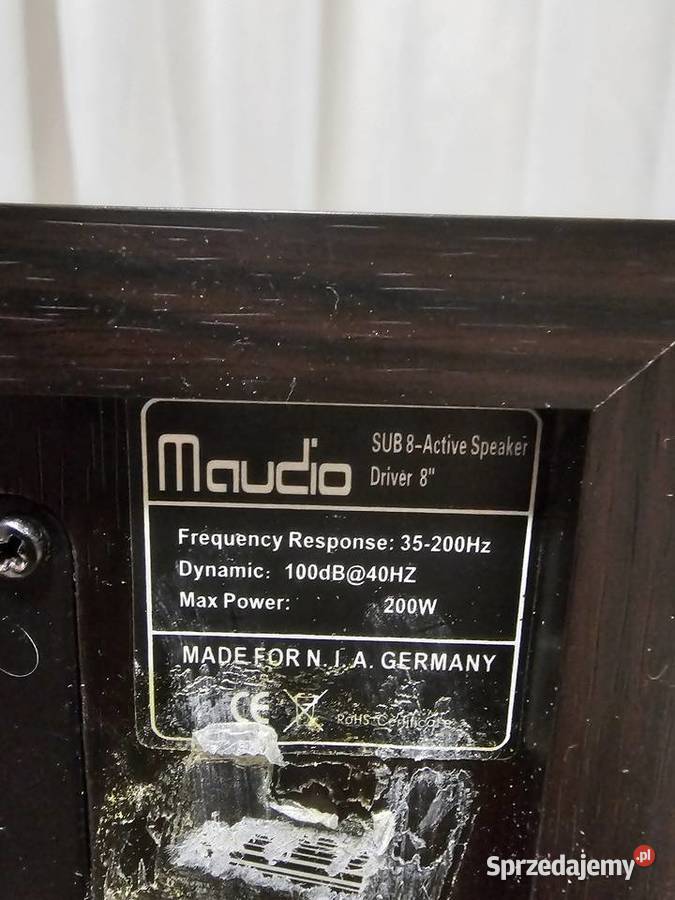 maudio
SUB 8-Active Speaker
Driver 8"
Frequency Response: 35-200Hz
Dynamic: 100dB@40HZ
Max Power: 200W
MADE FOR N. I. A. GERMANY
CE
RoHS Certificate
Sprzedajemy.pl